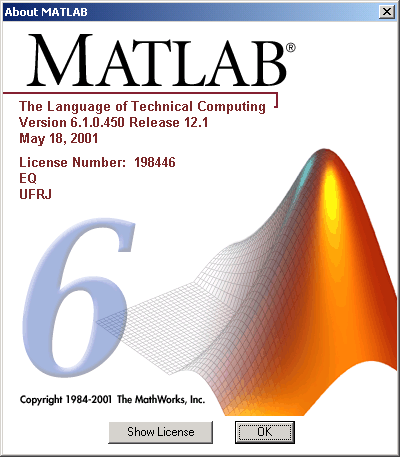 About MATLAB
MATLAB®
The Language of Technical Computing
Version 6.1.0.450 Release 12.1
May 18, 2001
License Number: 198446
EQ
UFRJ
6
Copyright 1984-2001 The MathWorks, Inc.
Show License
OK